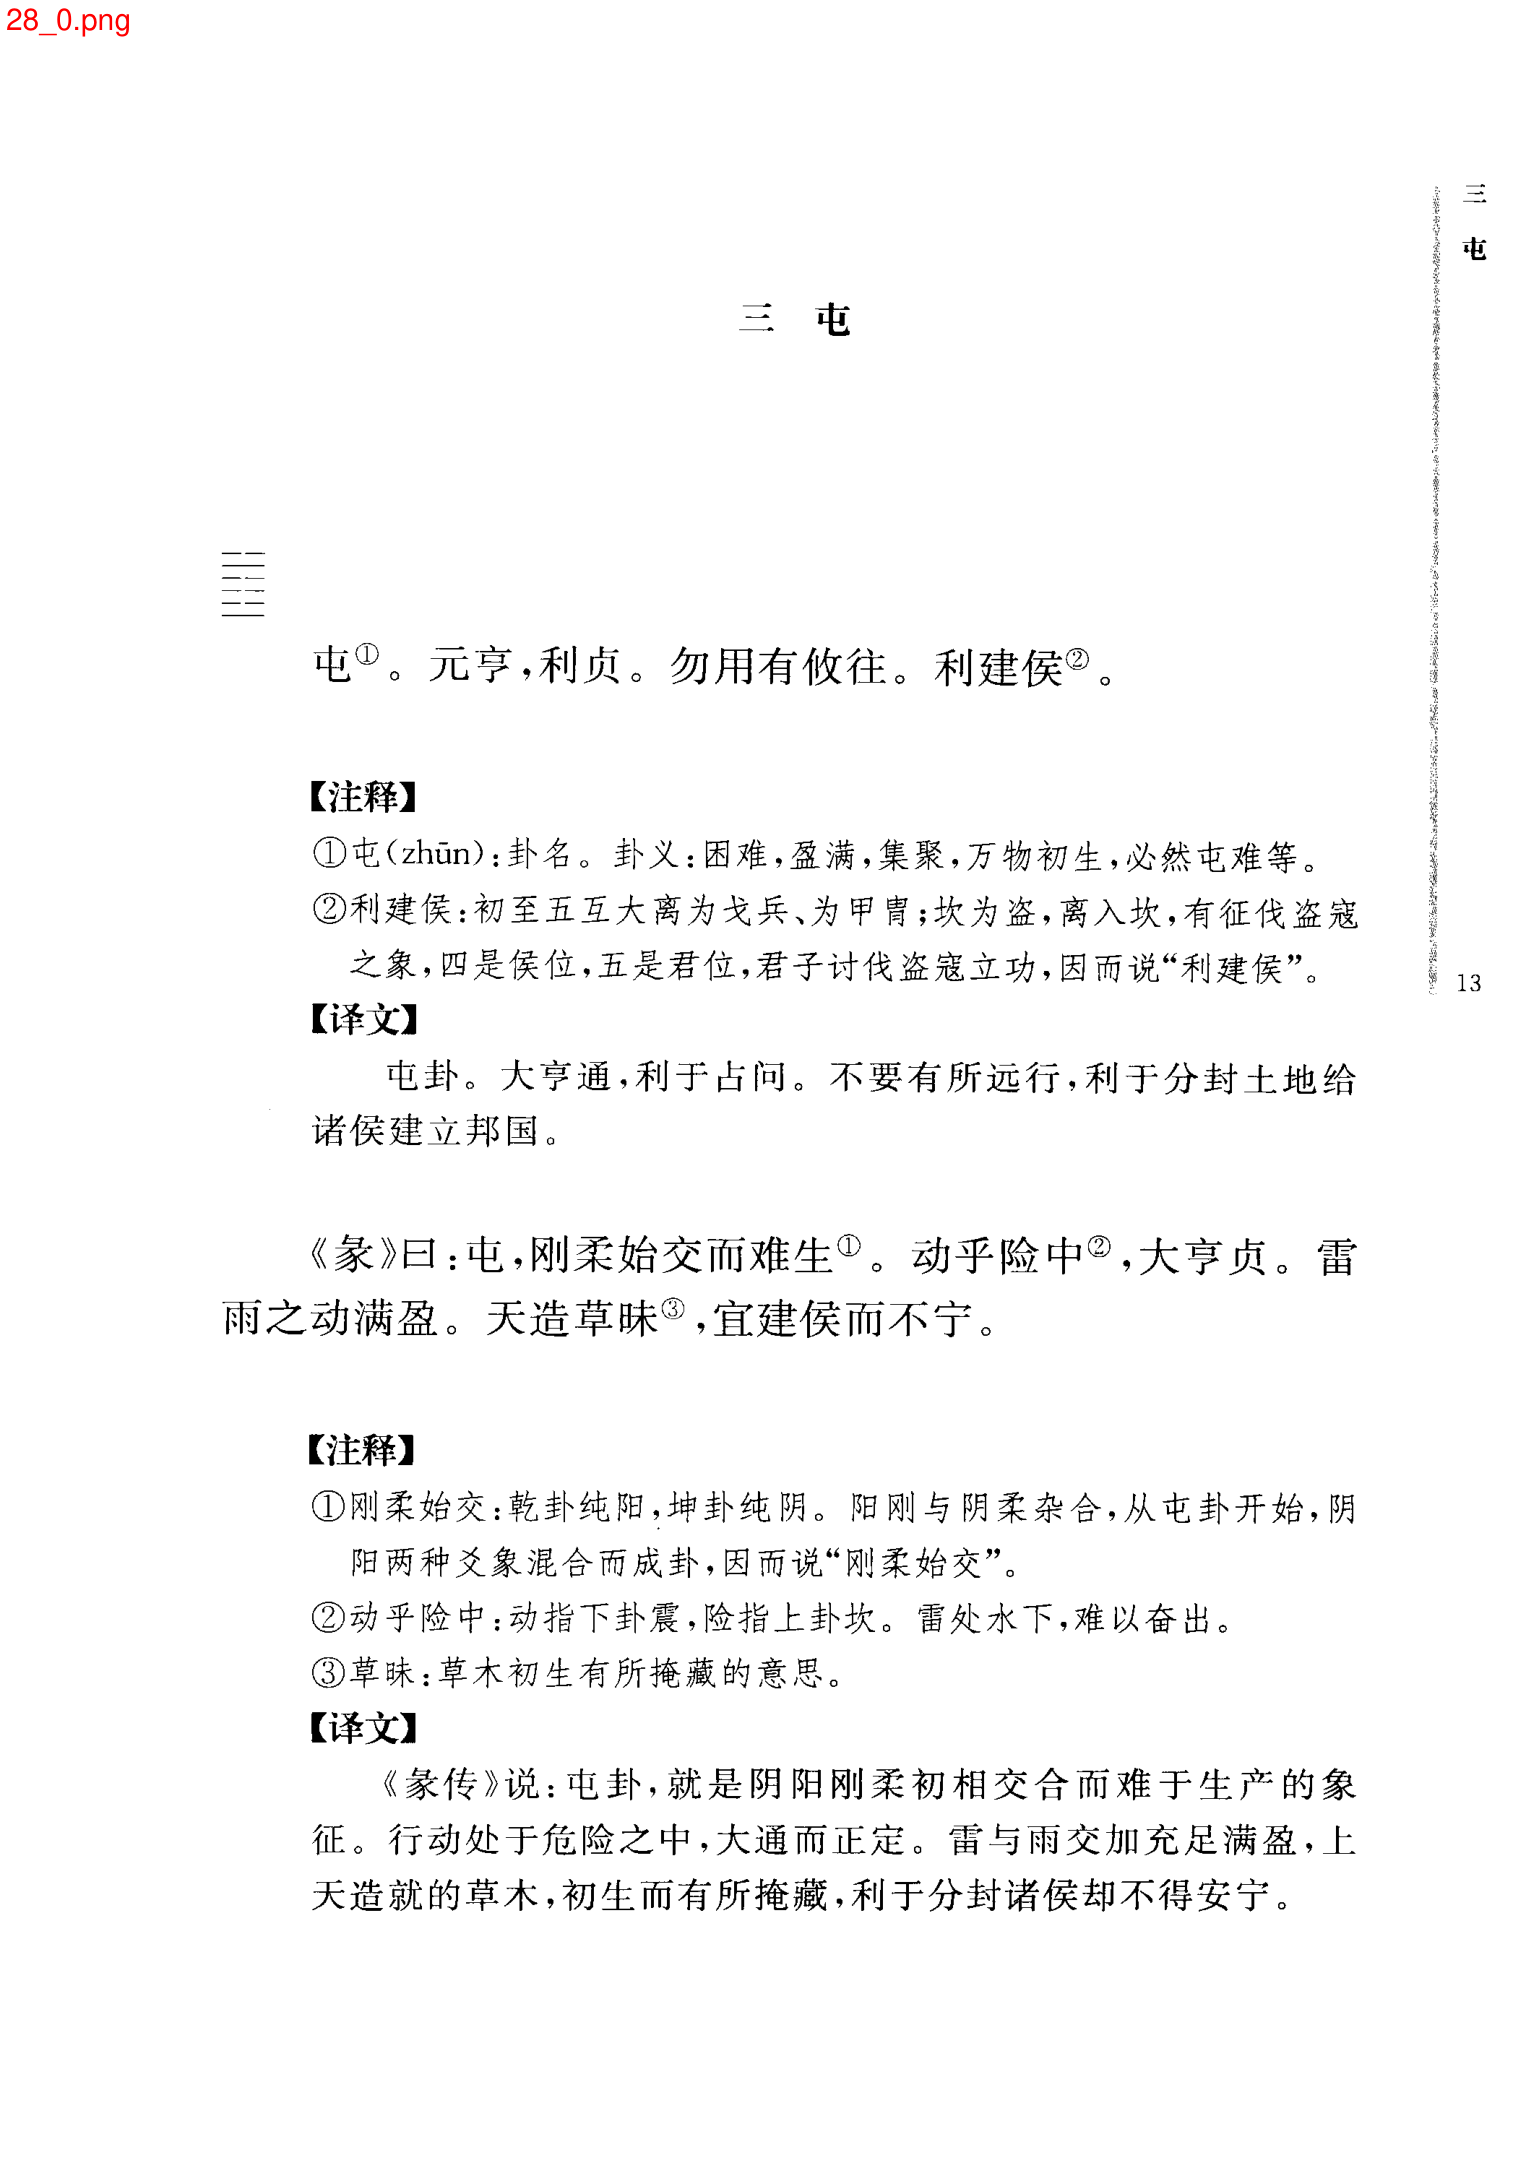 28_0.png
三
屯
三　屯
屯①。元亨,利贞。勿用有攸往。利建侯②。
【注释】
①屯(zhūn):卦名。卦义:困难,盈满,集聚,万物初生,必然屯难等。
②利建侯:初至五互大离为戈兵、为甲胄;坎为盗,离入坎,有征伐盗寇
之象,四是侯位,五是君位,君子讨伐盗寇立功,因而说“利建侯”。
13
【译文】
屯卦。大亨通,利于占问。不要有所远行,利于分封土地给
诸侯建立邦国。
《彖》曰:屯,刚柔始交而难生①。动乎险中②,大亨贞。雷
雨之动满盈。天造草昧③,宜建侯而不宁。
【注释】
①刚柔始交:乾卦纯阳,坤卦纯阴。阳刚与阴柔杂合,从屯卦开始,阴
阳两种爻象混合而成卦,因而说“刚柔始交”。
②动乎险中:动指下卦震,险指上卦坎。雷处水下,难以奋出。
③草昧:草木初生有所掩藏的意思。
【译文】
《彖传》说:屯卦,就是阴阳刚柔初相交合而难于生产的象
征。行动处于危险之中,大通而正定。雷与雨交加充足满盈,上
天造就的草木,初生而有所掩藏,利于分封诸侯却不得安宁。